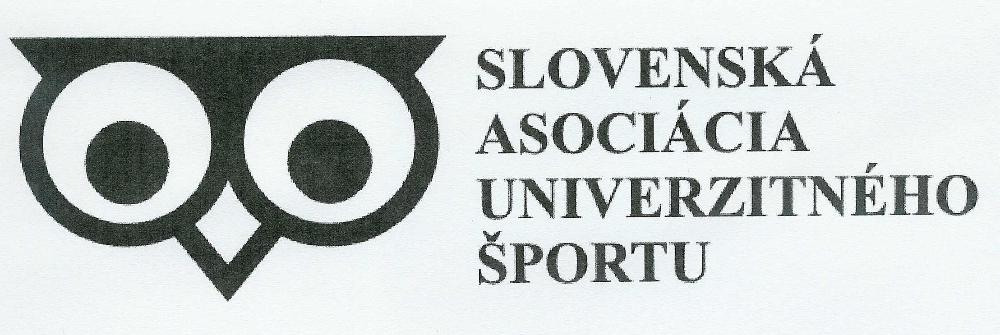 SLOVENSKÁ
ASOCIÁCIA
UNIVERZITNÉHO
ŠPORTU